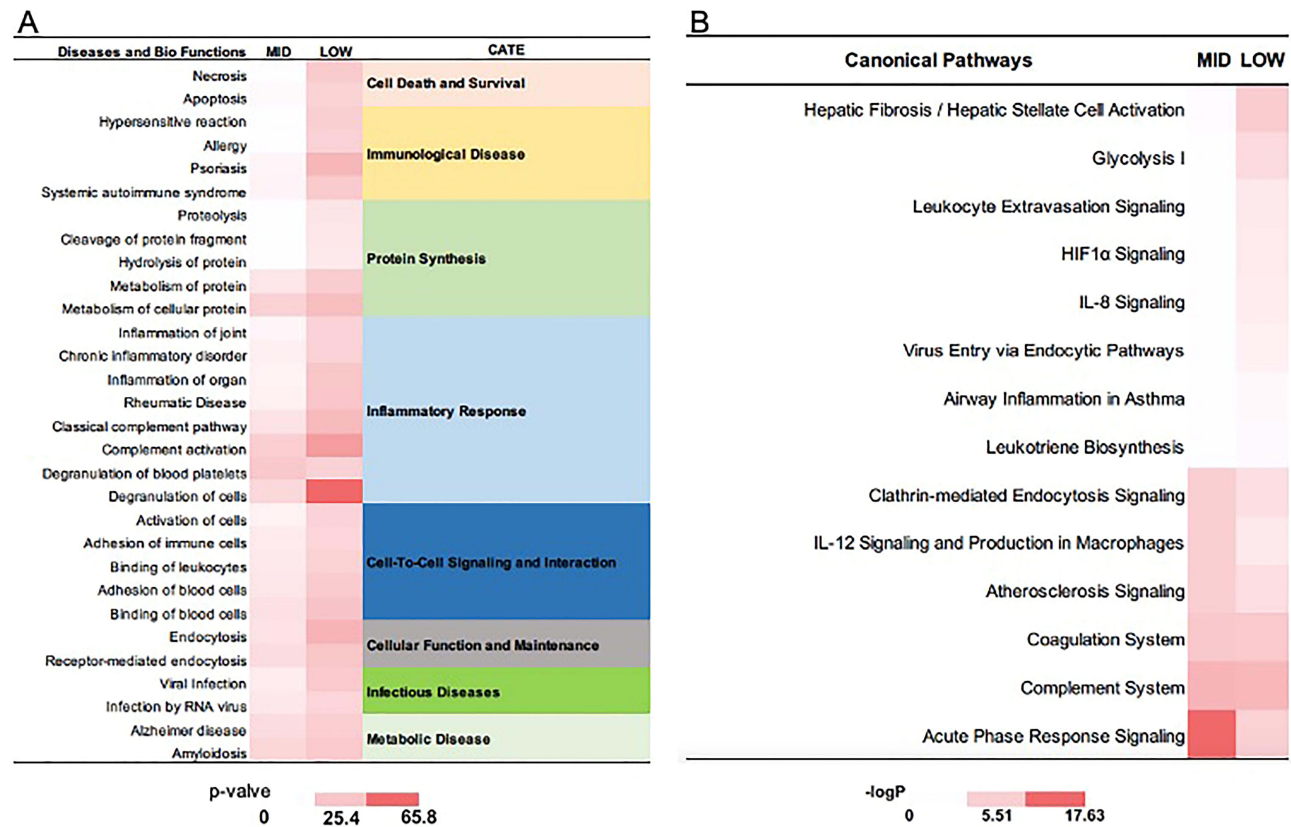 A
Diseases and Bio Functions MID LOW CATE
Necrosis
Apoptosis
Cell Death and Survival
Hypersensitive reaction
Allergy
Psoriasis
Systemic autoimmune syndrome
Immunological Disease
Proteolysis
Cleavage of protein fragment
Hydrolysis of protein
Metabolism of protein
Metabolism of cellular protein
Protein Synthesis
Inflammation of joint
Chronic inflammatory disorder
Inflammation of organ
Rheumatic Disease
Classical complement pathway
Complement activation
Degranulation of blood platelets
Degranulation of cells
Inflammatory Response
Activation of cells
Adhesion of immune cells
Binding of leukocytes
Adhesion of blood cells
Binding of blood cells
Cell-To-Cell Signaling and Interaction
Endocytosis
Receptor-mediated endocytosis
Cellular Function and Maintenance
Viral Infection
Infection by RNA virus
Infectious Diseases
Alzheimer disease
Amyloidosis
Metabolic Disease
p-valve
0 25.4 65.8
B
Canonical Pathways MID LOW
Hepatic Fibrosis / Hepatic Stellate Cell Activation
Glycolysis I
Leukocyte Extravasation Signaling
HIF1α Signaling
IL-8 Signaling
Virus Entry via Endocytic Pathways
Airway Inflammation in Asthma
Leukotriene Biosynthesis
Clathrin-mediated Endocytosis Signaling
IL-12 Signaling and Production in Macrophages
Atherosclerosis Signaling
Coagulation System
Complement System
Acute Phase Response Signaling
-logP
0 5.51 17.63